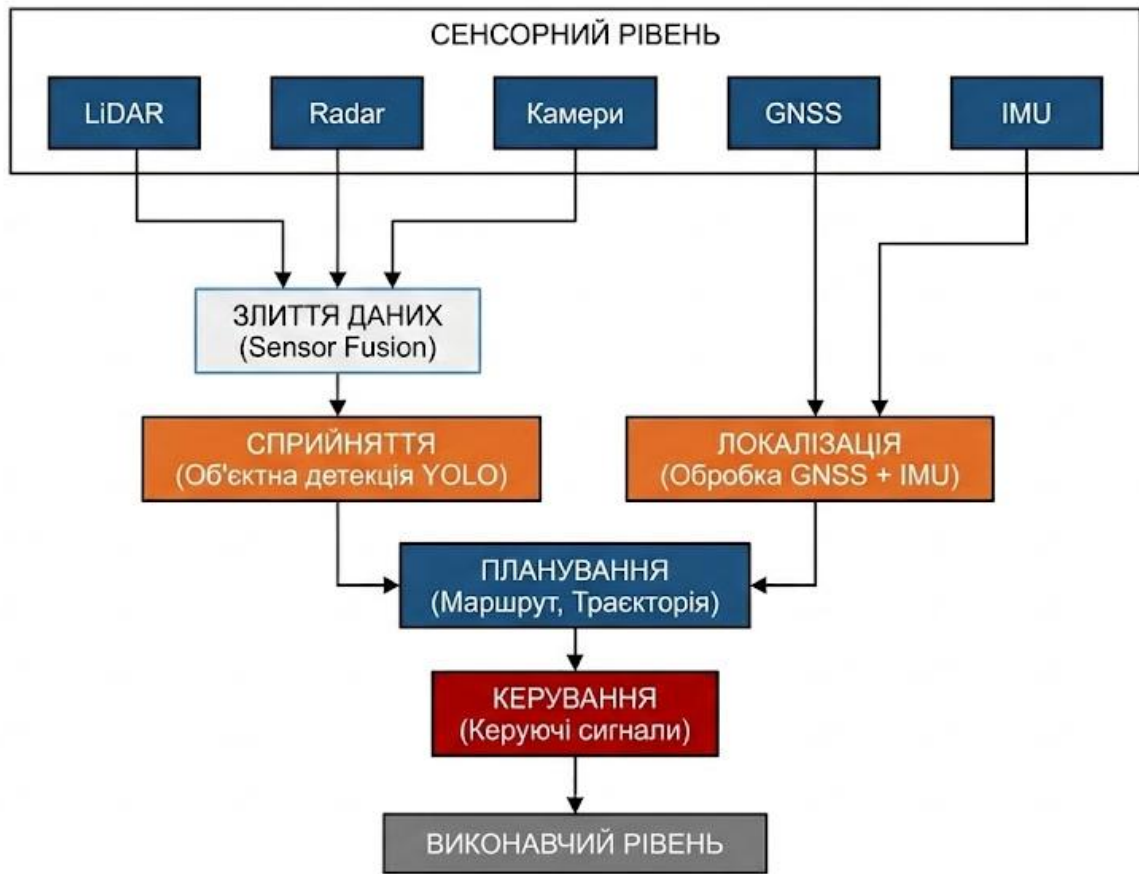 СЕНСОРНИЙ РІВЕНЬ
LiDAR
Radar
Камери
GNSS
IMU
ЗЛИТТЯ ДАНИХ
(Sensor Fusion)
СПРИЙНЯТТЯ
(Об'єктна детекція YOLO)
ЛОКАЛІЗАЦІЯ
(Обробка GNSS + IMU)
ПЛАНУВАННЯ
(Маршрут, Траєкторія)
КЕРУВАННЯ
(Керуючі сигнали)
ВИКОНАВЧИЙ РІВЕНЬ